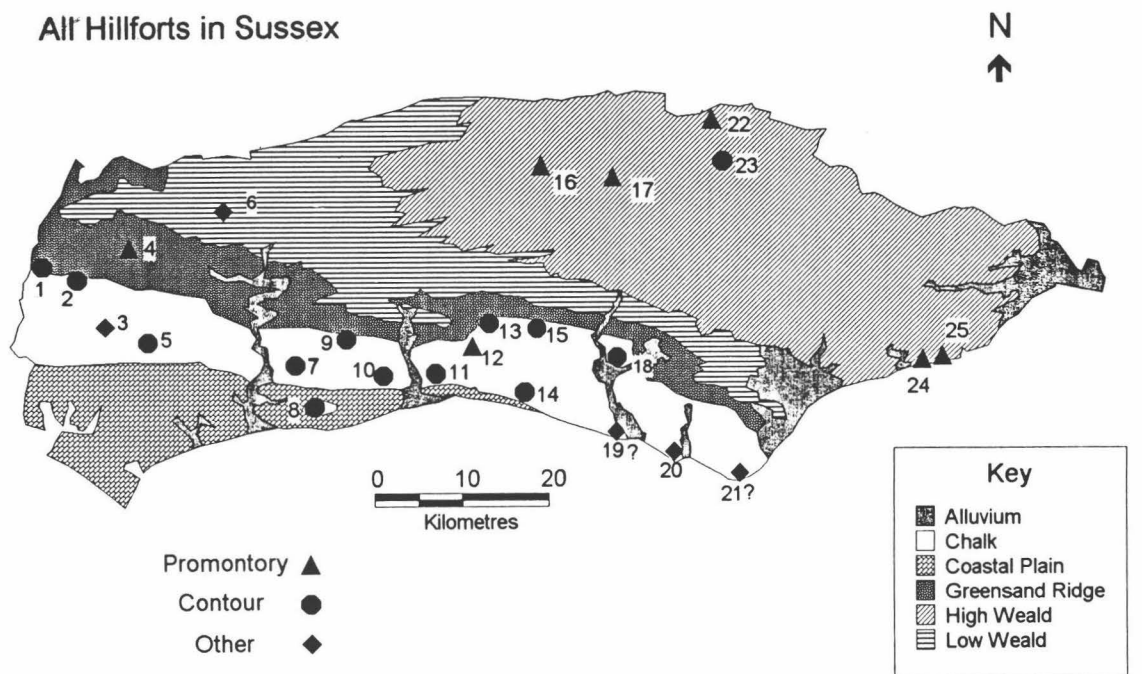 All Hillforts in Sussex
N
22
23
16
17
6
4
1
2
3
5
7
8
9
10
11
12
13
14
15
18
19?
20
21?
24
25
0 10 20
Kilometres
Promontory
Contour
Other
Key
Alluvium
Chalk
Coastal Plain
Greensand Ridge
High Weald
Low Weald